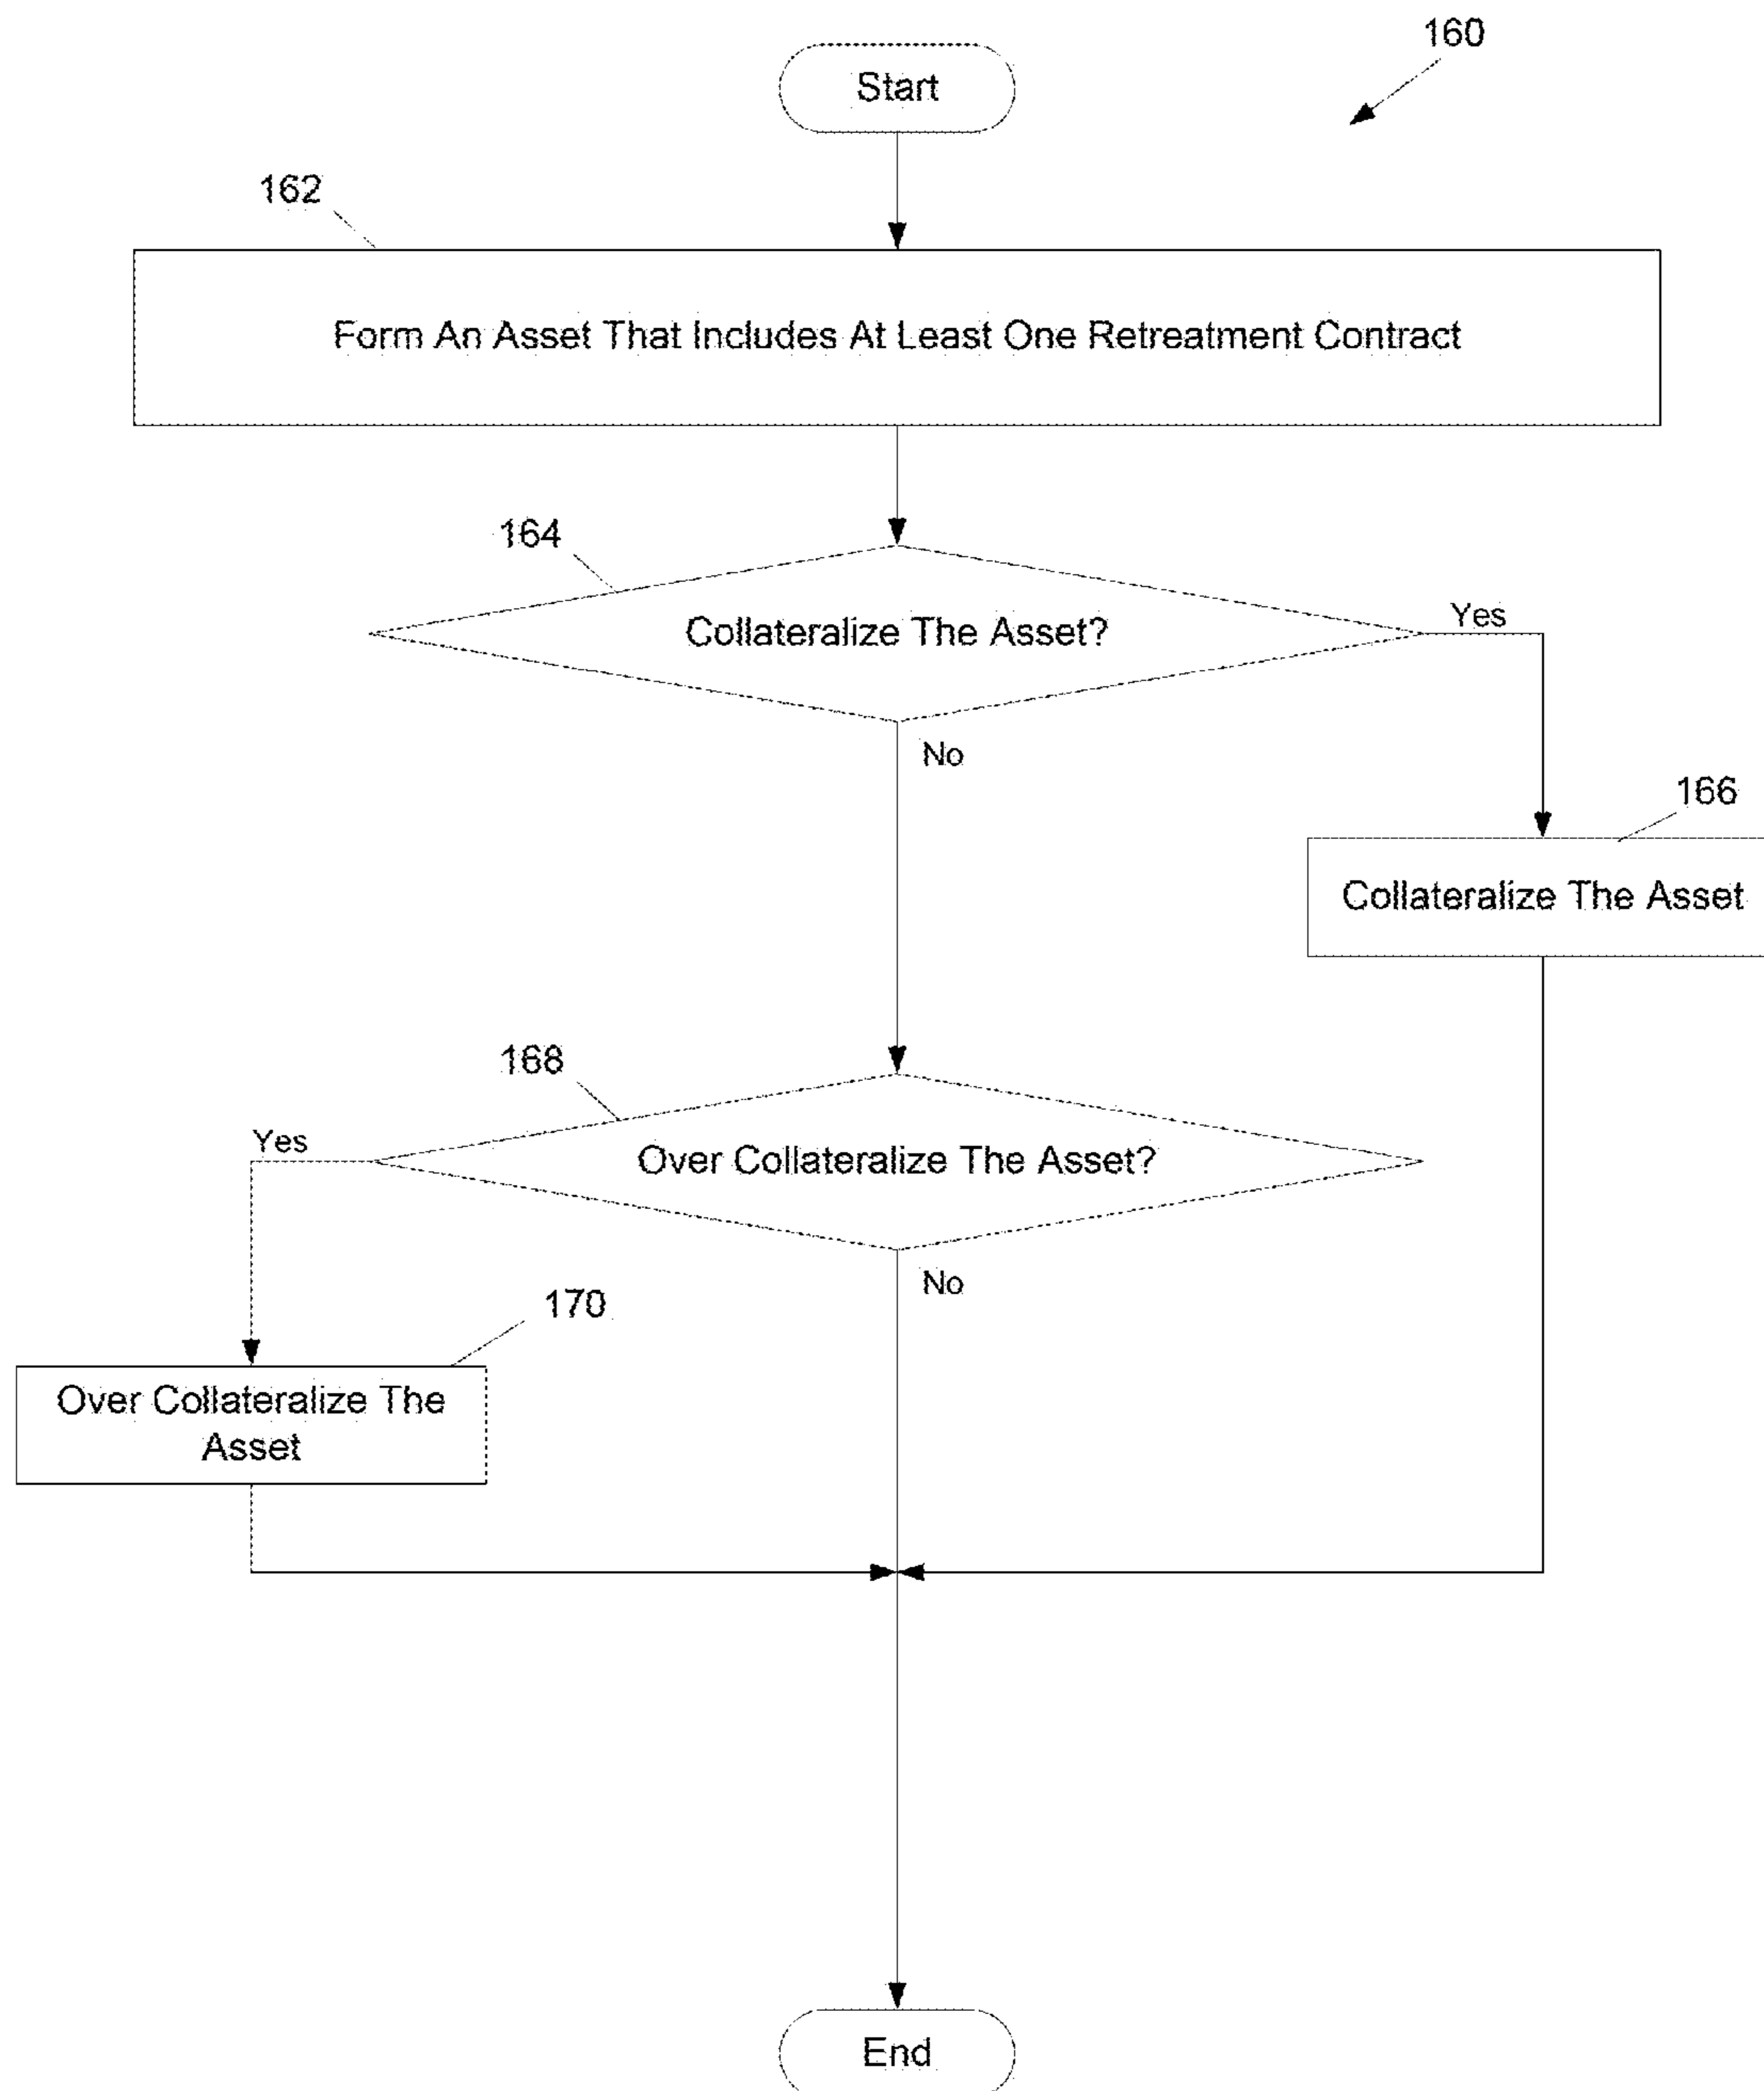 160
Start
162
Form An Asset That Includes At Least One Retreatment Contract
164
Collateralize The Asset?
Yes
No
166
Collateralize The Asset
168
Yes
Over Collateralize The Asset?
No
170
Over Collateralize The
Asset
End